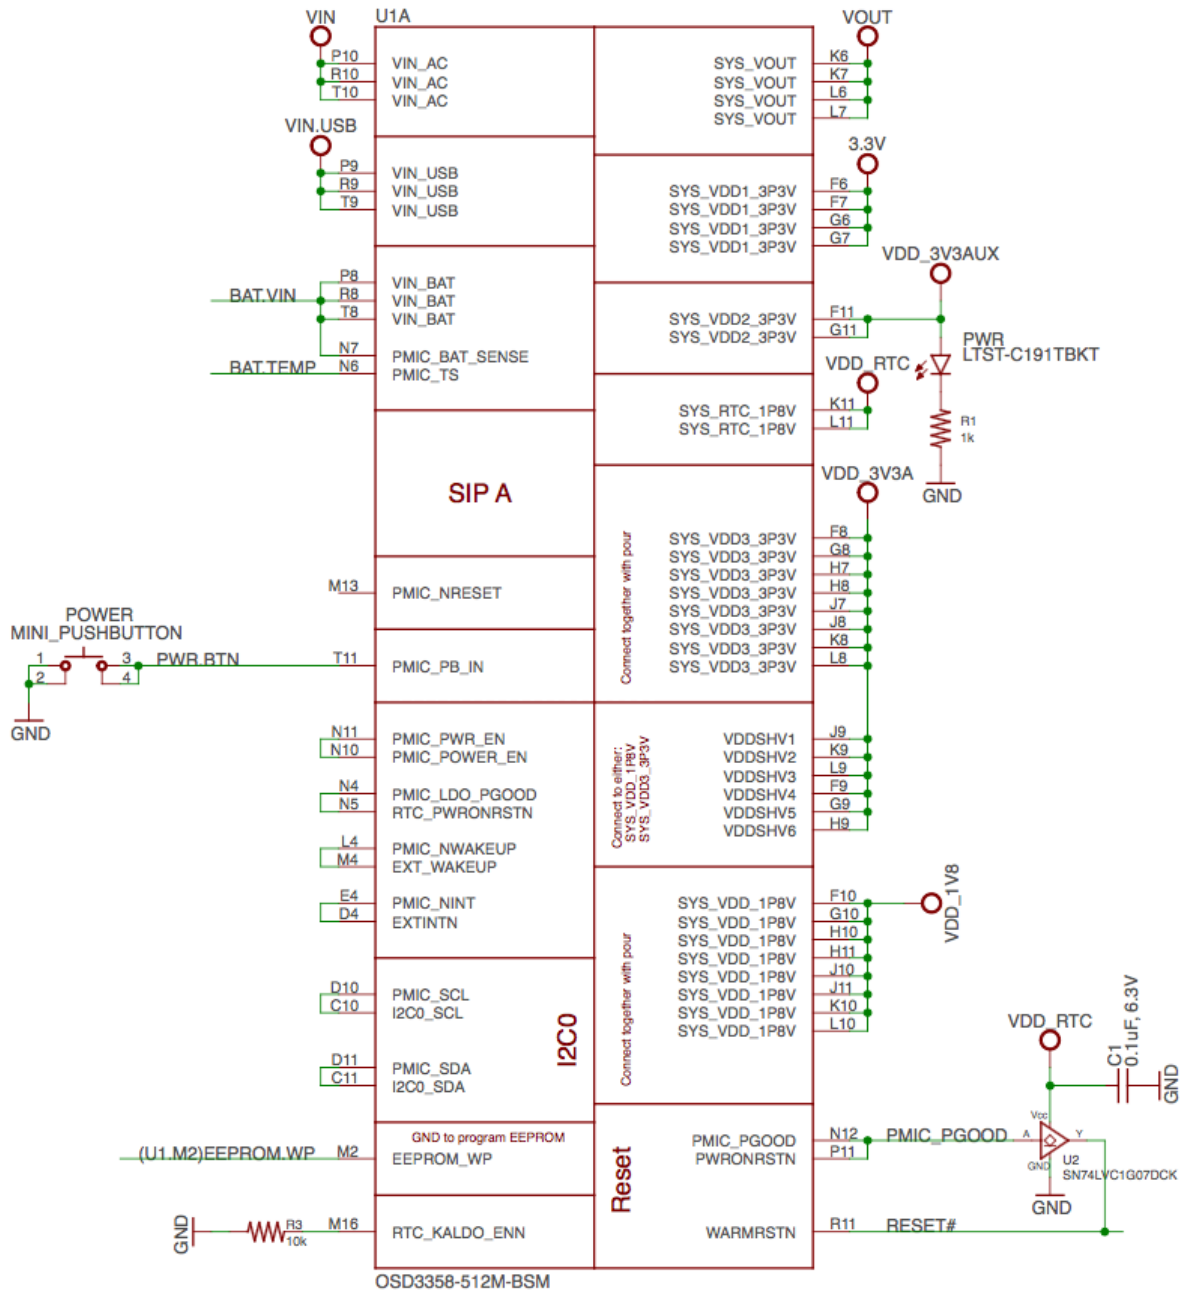 VIN
U1A
VOUT
P10 VIN_AC
R10 VIN_AC
T10 VIN_AC
SYS_VOUT K6
SYS_VOUT K7
SYS_VOUT L6
SYS_VOUT L7
VIN.USB
P9 VIN_USB
R9 VIN_USB
T9 VIN_USB
3.3V
SYS_VDD1_3P3V F6
SYS_VDD1_3P3V F7
SYS_VDD1_3P3V G6
SYS_VDD1_3P3V G7
P8 VIN_BAT
BAT.VIN R8 VIN_BAT
T8 VIN_BAT
N7 PMIC_BAT_SENSE
BAT.TEMP N6 PMIC_TS
VDD_3V3AUX
SYS_VDD2_3P3V F11
SYS_VDD2_3P3V G11
PWR
LTST-C191TBKT
R1
1k
GND
VDD_RTC
SYS_RTC_1P8V K11
SYS_RTC_1P8V L11
SIP A
VDD_3V3A
Connect together with pour
SYS_VDD3_3P3V F8
SYS_VDD3_3P3V G8
SYS_VDD3_3P3V H7
SYS_VDD3_3P3V H8
SYS_VDD3_3P3V J7
SYS_VDD3_3P3V J8
SYS_VDD3_3P3V K8
SYS_VDD3_3P3V L8
M13 PMIC_NRESET
POWER
MINI_PUSHBUTTON
1 3 PWR.BTN T11 PMIC_PB_IN
2 4
GND
N11 PMIC_PWR_EN
N10 PMIC_POWER_EN
N4 PMIC_LDO_PGOOD
N5 RTC_PWRONRSTN
L4 PMIC_NWAKEUP
M4 EXT_WAKEUP
E4 PMIC_NINT
D4 EXTINTN
Connect to either:
SYS_VDD_1P8V
SYS_VDD3_3P3V
VDDSHV1 J9
VDDSHV2 K9
VDDSHV3 L9
VDDSHV4 F9
VDDSHV5 G9
VDDSHV6 H9
Connect together with pour
SYS_VDD_1P8V F10
SYS_VDD_1P8V G10
SYS_VDD_1P8V H10
SYS_VDD_1P8V H11
SYS_VDD_1P8V J10
SYS_VDD_1P8V J11
SYS_VDD_1P8V K10
SYS_VDD_1P8V L10
VDD_1V8
D10 PMIC_SCL
C10 I2C0_SCL
I2C0
D11 PMIC_SDA
C11 I2C0_SDA
GND to program EEPROM
(U1.M2)EEPROM.WP M2 EEPROM_WP
GND R3 10k M16 RTC_KALDO_ENN
Reset
PMIC_PGOOD N12 PMIC_PGOOD
PWRONRSTN P11
WARMRSTN R11 RESET#
VDD_RTC
C1
0.1uF, 6.3V
GND
Vcc
A Y
GND
U2
SN74LVC1G07DCK
GND
OSD3358-512M-BSM